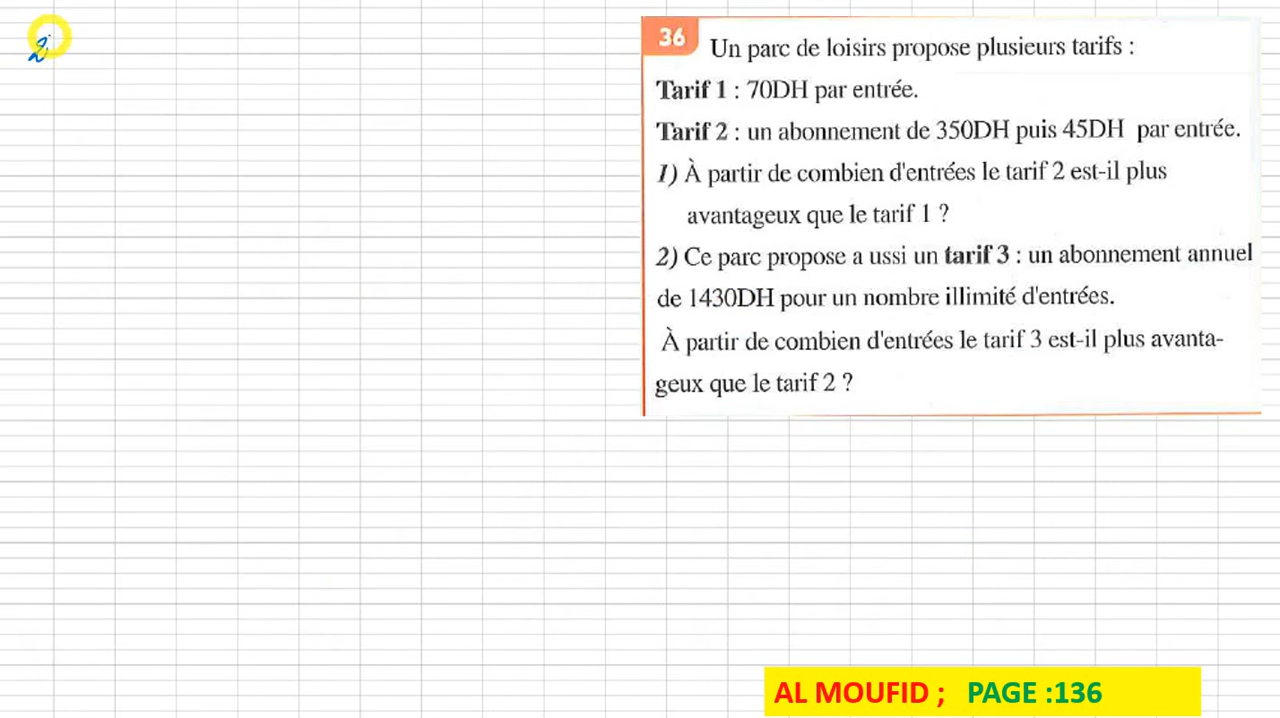 36 Un parc de loisirs propose plusieurs tarifs :
Tarif 1 : 70DH par entrée.
Tarif 2 : un abonnement de 350DH puis 45DH par entrée.
1) À partir de combien d'entrées le tarif 2 est-il plus
avantageux que le tarif 1 ?
2) Ce parc propose a ussi un tarif 3 : un abonnement annuel
de 1430DH pour un nombre illimité d'entrées.
À partir de combien d'entrées le tarif 3 est-il plus avanta-
geux que le tarif 2 ?
AL MOUFID ; PAGE :136